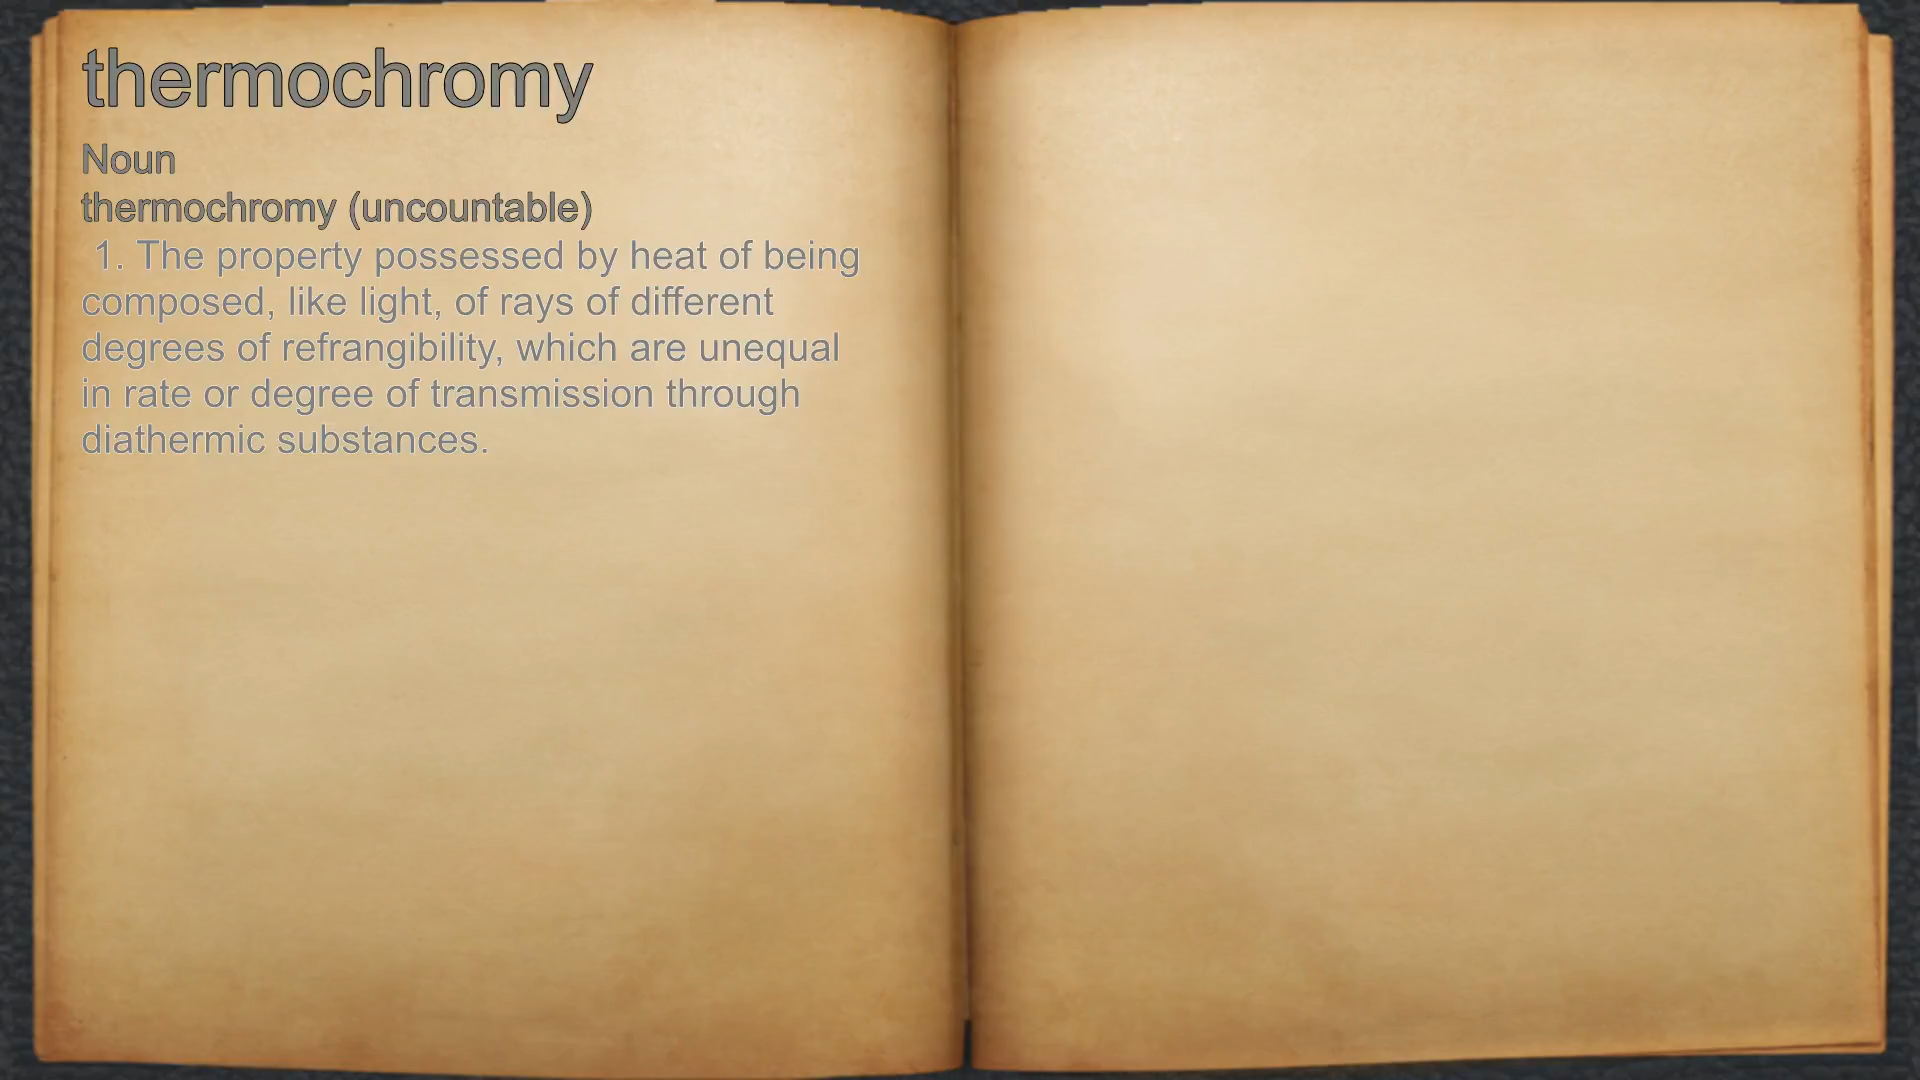 thermochromy
Noun
thermochromy (uncountable)
1. The property possessed by heat of being
composed, like light, of rays of different
degrees of refrangibility, which are unequal
in rate or degree of transmission through
diathermic substances.